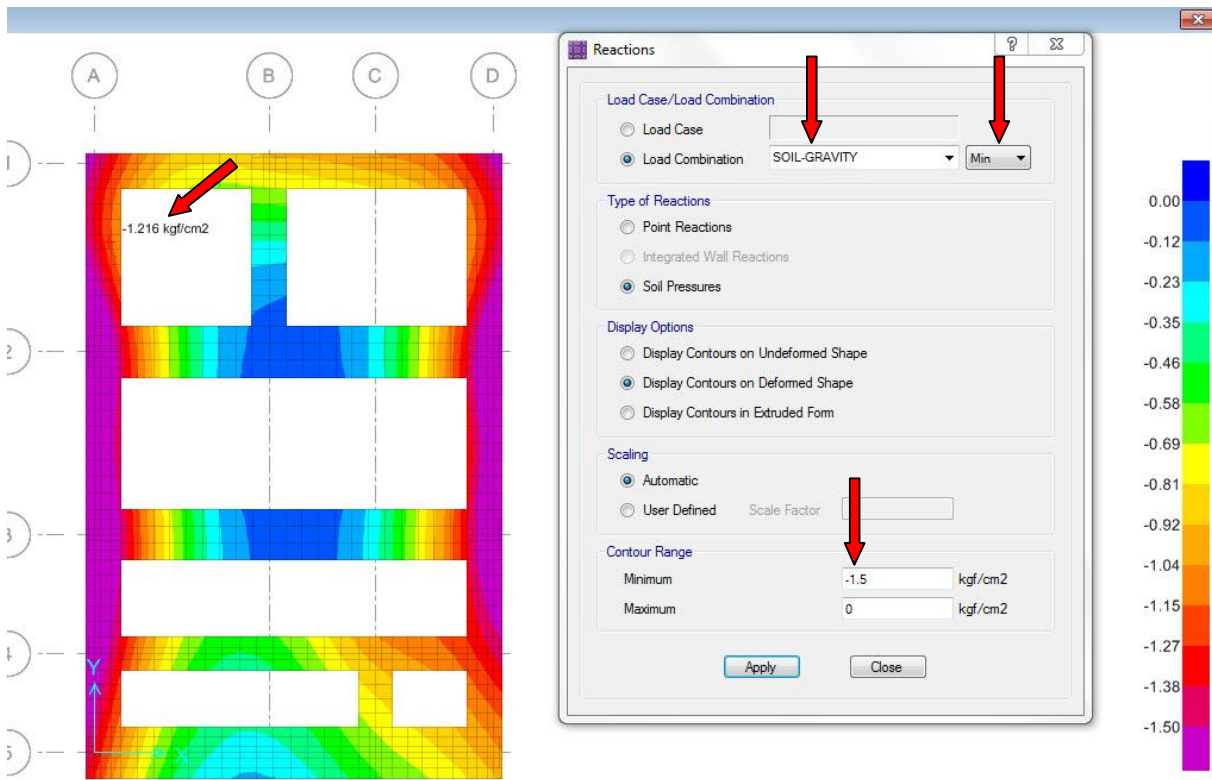 A
B
C
D
1
2
3
4
5
-1.216 kgf/cm2
Y
X
Reactions
Load Case/Load Combination
Load Case
Load Combination SOIL-GRAVITY Min
Type of Reactions
Point Reactions
Integrated Wall Reactions
Soil Pressures
Display Options
Display Contours on Undeformed Shape
Display Contours on Deformed Shape
Display Contours in Extruded Form
Scaling
Automatic
User Defined Scale Factor
Contour Range
Minimum -1.5 kgf/cm2
Maximum 0 kgf/cm2
Apply Close
0.00
-0.12
-0.23
-0.35
-0.46
-0.58
-0.69
-0.81
-0.92
-1.04
-1.15
-1.27
-1.38
-1.50